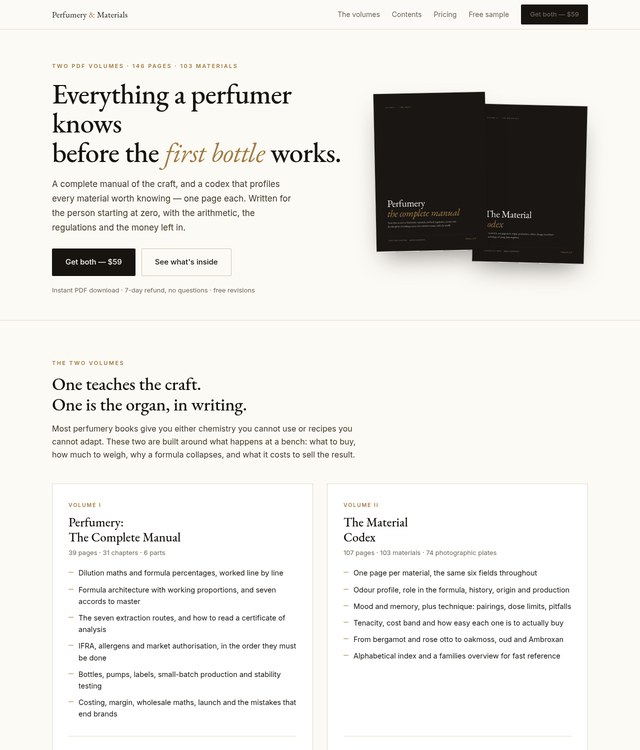 Perfumery & Materials
The volumes
Contents
Pricing
Free sample
Get both — $59
TWO PDF VOLUMES · 146 PAGES · 103 MATERIALS
Everything a perfumer
knows
before the first bottle works.
A complete manual of the craft, and a codex that profiles
every material worth knowing — one page each. Written for
the person starting at zero, with the arithmetic, the
regulations and the money left in.
Get both — $59
See what's inside
Instant PDF download · 7-day refund, no questions · free revisions
Perfumery
the complete manual
The Material
odex
THE TWO VOLUMES
One teaches the craft.
One is the organ, in writing.
Most perfumery books give you either chemistry you cannot use or recipes you
cannot adapt. These two are built around what happens at a bench: what to buy,
how much to weigh, why a formula collapses, and what it costs to sell the result.
VOLUME I
Perfumery:
The Complete Manual
39 pages · 31 chapters · 6 parts
— Dilution maths and formula percentages, worked line by line
— Formula architecture with working proportions, and seven
accords to master
— The seven extraction routes, and how to read a certificate of
analysis
— IFRA, allergens and market authorisation, in the order they must
be done
— Bottles, pumps, labels, small-batch production and stability
testing
— Costing, margin, wholesale maths, launch and the mistakes that
end brands
VOLUME II
The Material
Codex
107 pages · 103 materials · 74 photographic plates
— One page per material, the same six fields throughout
— Odour profile, role in the formula, history, origin and production
— Mood and memory, plus technique: pairings, dose limits, pitfalls
— Tenacity, cost band and how easy each one is to actually buy
— From bergamot and rose otto to oakmoss, oud and Ambroxan
— Alphabetical index and a families overview for fast reference